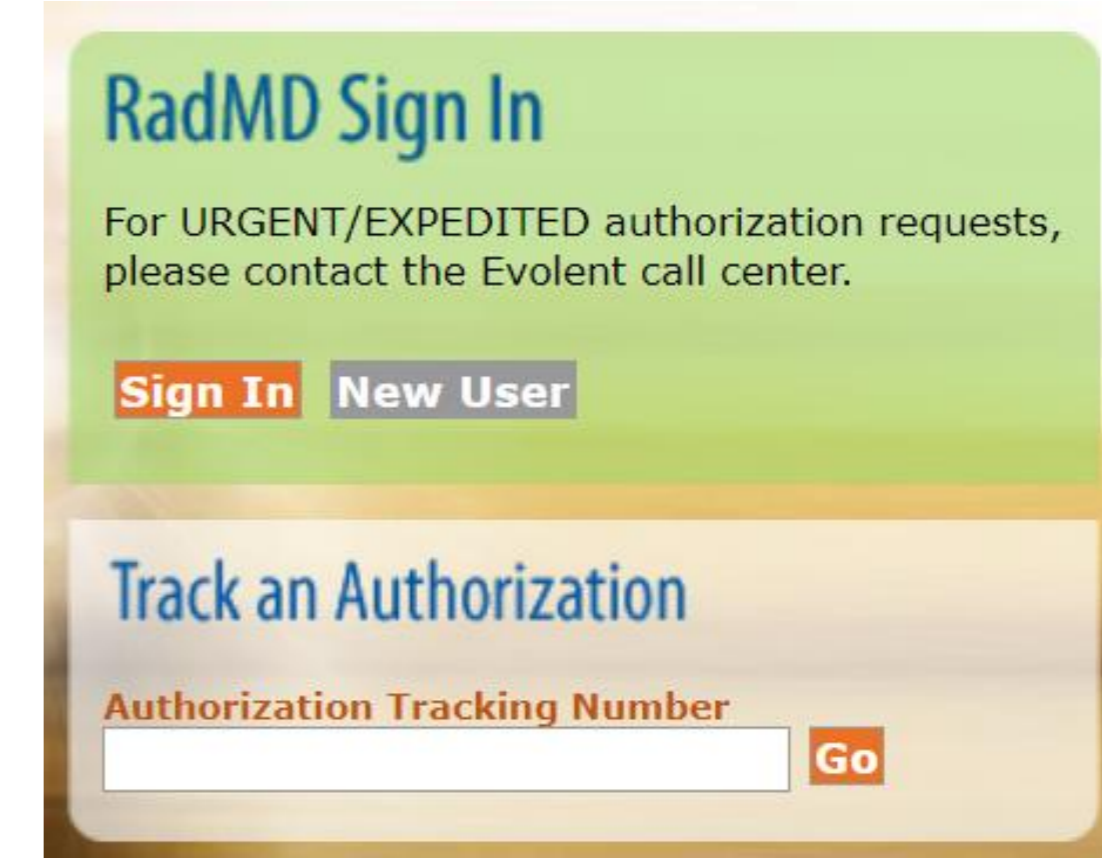 RadMD Sign In
For URGENT/EXPEDITED authorization requests,
please contact the Evolent call center.
Sign In New User
Track an Authorization
Authorization Tracking Number
Go